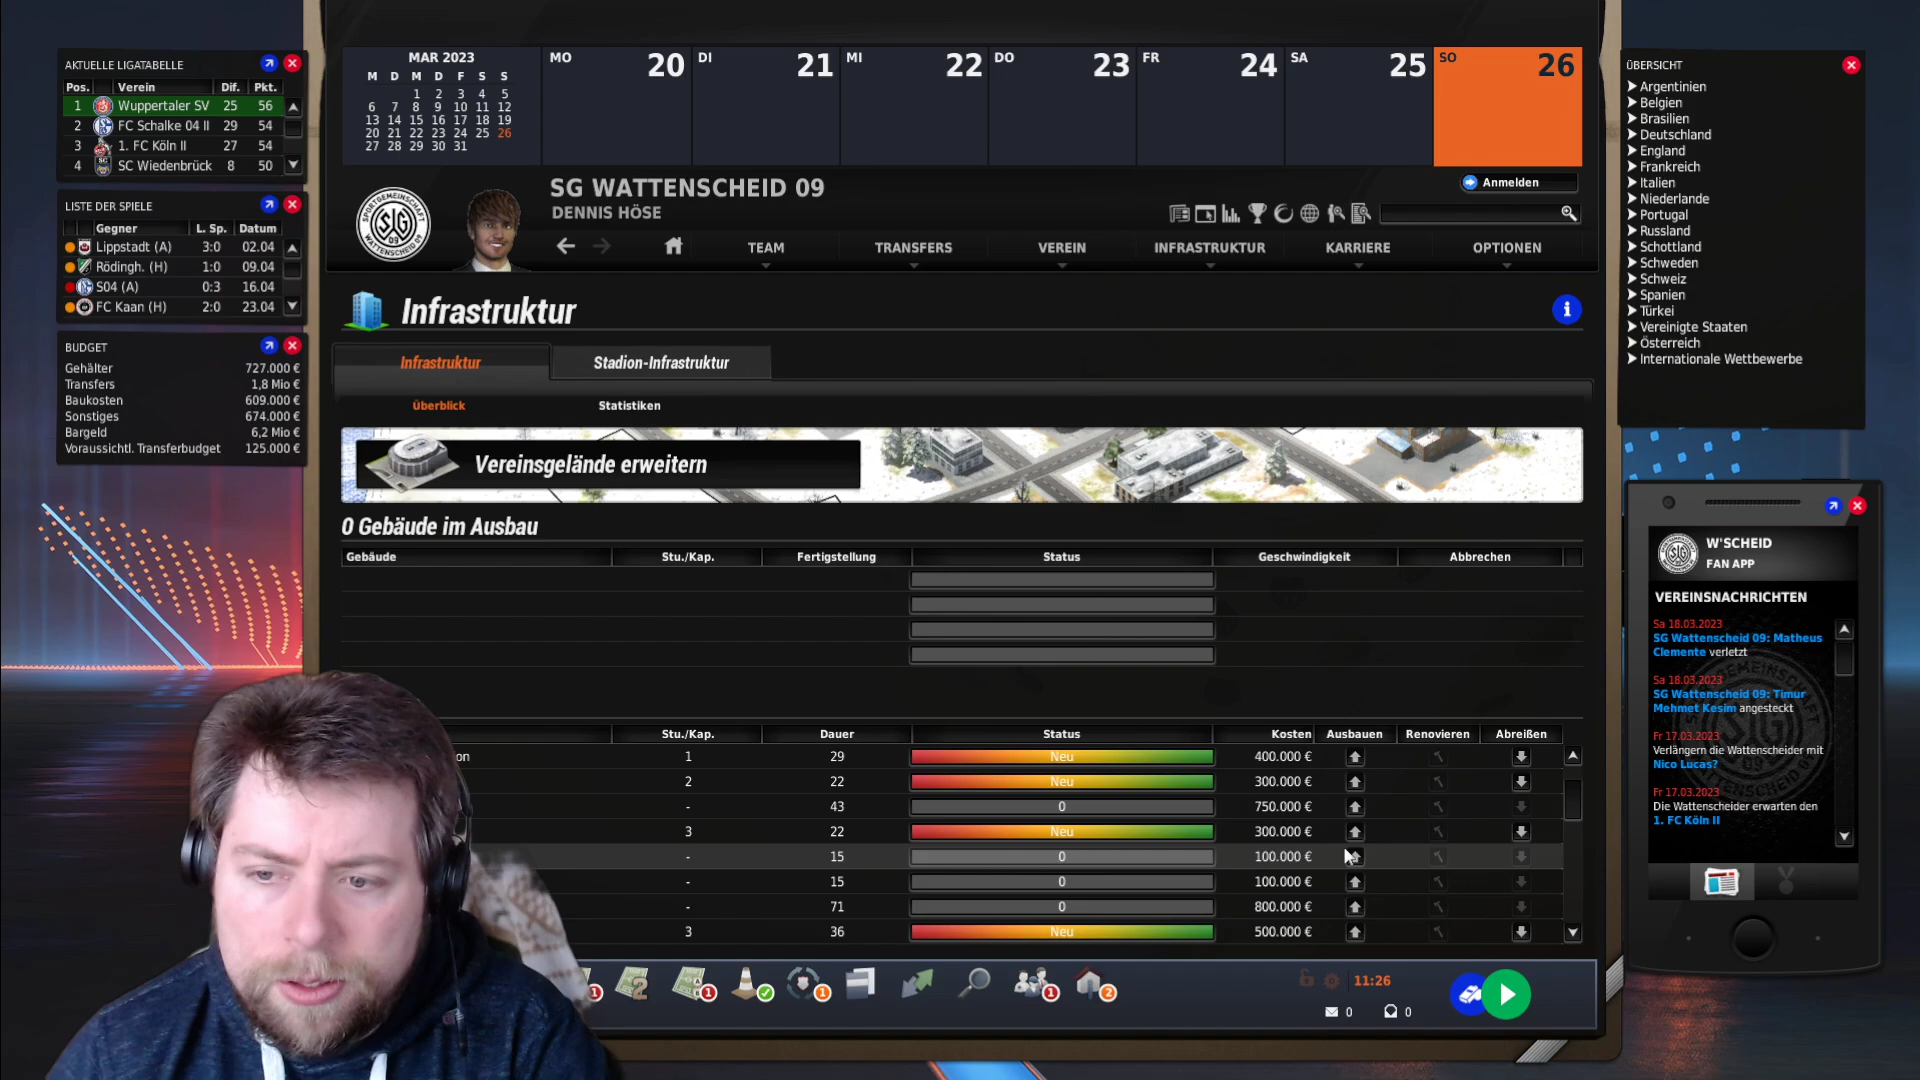 AKTUELLE LIGATABELLE
Pos. Verein Dif. Pkt.
1 Wuppertaler SV 25 56
2 FC Schalke 04 II 29 54
3 1. FC Köln II 27 54
4 SC Wiedenbrück 8 50
LISTE DER SPIELE
Gegner L. Sp. Datum
Lippstadt (A) 3:0 02.04
Rödingh. (H) 1:0 09.04
S04 (A) 0:3 16.04
FC Kaan (H) 2:0 23.04
BUDGET
Gehälter 727.000 €
Transfers 1,8 Mio €
Baukosten 609.000 €
Sonstiges 674.000 €
Bargeld 6,2 Mio €
Voraussichtl. Transferbudget 125.000 €
MAR 2023
M D M D F S S
1 2 3 4 5
6 7 8 9 10 11 12
13 14 15 16 17 18 19
20 21 22 23 24 25 26
27 28 29 30 31
MO 20 DI 21 MI 22 DO 23 FR 24 SA 25 SO 26
SG WATTENSCHEID 09
DENNIS HÖSE
Anmelden
TEAM TRANSFERS VEREIN INFRASTRUKTUR KARRIERE OPTIONEN
Infrastruktur
Infrastruktur Stadion-Infrastruktur
Überblick Statistiken
Vereinsgelände erweitern
0 Gebäude im Ausbau
Gebäude Stu./Kap. Fertigstellung Status Geschwindigkeit Abbrechen
Stu./Kap. Dauer Status Kosten Ausbauen Renovieren Abreißen
on 1 29 Neu 400.000 €
2 22 Neu 300.000 €
- 43 0 750.000 €
3 22 Neu 300.000 €
- 15 0 100.000 €
- 15 0 100.000 €
- 71 0 800.000 €
3 36 Neu 500.000 €
1 2 1 1 1 2
11:26
0 0
ÜBERSICHT
Argentinien
Belgien
Brasilien
Deutschland
England
Frankreich
Italien
Niederlande
Portugal
Russland
Schottland
Schweden
Schweiz
Spanien
Türkei
Vereinigte Staaten
Österreich
Internationale Wettbewerbe
W'SCHEID
FAN APP
VEREINSNACHRICHTEN
Sa 18.03.2023
SG Wattenscheid 09: Matheus
Clemente verletzt
Sa 18.03.2023
SG Wattenscheid 09: Timur
Mehmet Kesim angesteckt
Fr 17.03.2023
Verlängern die Wattenscheider mit
Nico Lucas?
Fr 17.03.2023
Die Wattenscheider erwarten den
1. FC Köln II